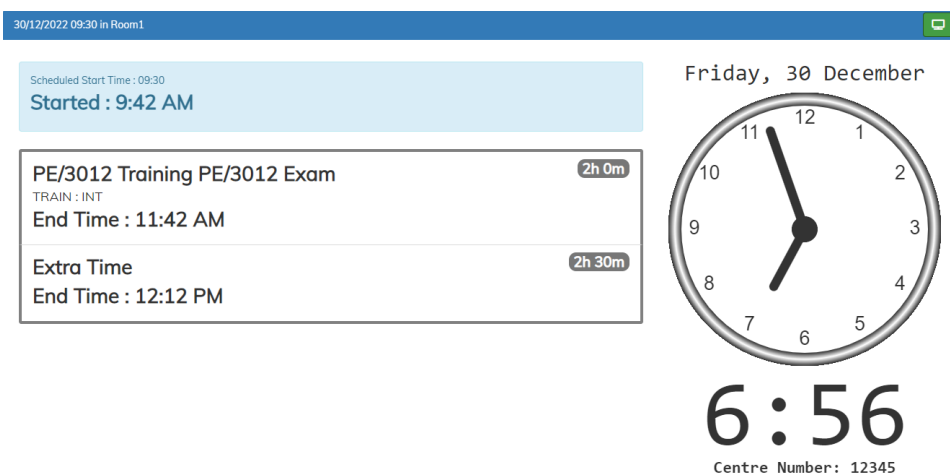 30/12/2022 09:30 in Room1
Scheduled Start Time : 09:30
Started : 9:42 AM
PE/3012 Training PE/3012 Exam
2h 0m
TRAIN : INT
End Time : 11:42 AM
Extra Time
2h 30m
End Time : 12:12 PM
Friday, 30 December
12
1
2
3
4
5
6
7
8
9
10
11
6:56
Centre Number: 12345